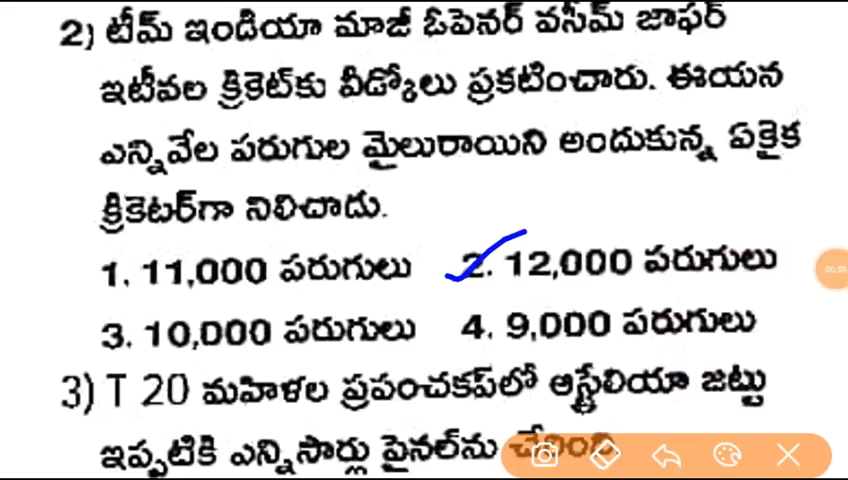 2) టీమ్ ఇండియా మాజీ ఓపెనర్ వసీమ్ జాఫర్
ఇటీవల క్రికెట్‌కు వీడ్కోలు ప్రకటించారు. ఈయన
ఎన్నివేల పరుగుల మైలురాయిని అందుకున్న ఏకైక
క్రికెటర్‌గా నిలిచాడు.
1. 11,000 పరుగులు 2. 12,000 పరుగులు
3. 10,000 పరుగులు 4. 9,000 పరుగులు
3) T 20 మహిళల ప్రపంచకప్‌లో ఆస్ట్రేలియా జట్టు
ఇప్పటికి ఎన్నిసార్లు పైనల్‌ను